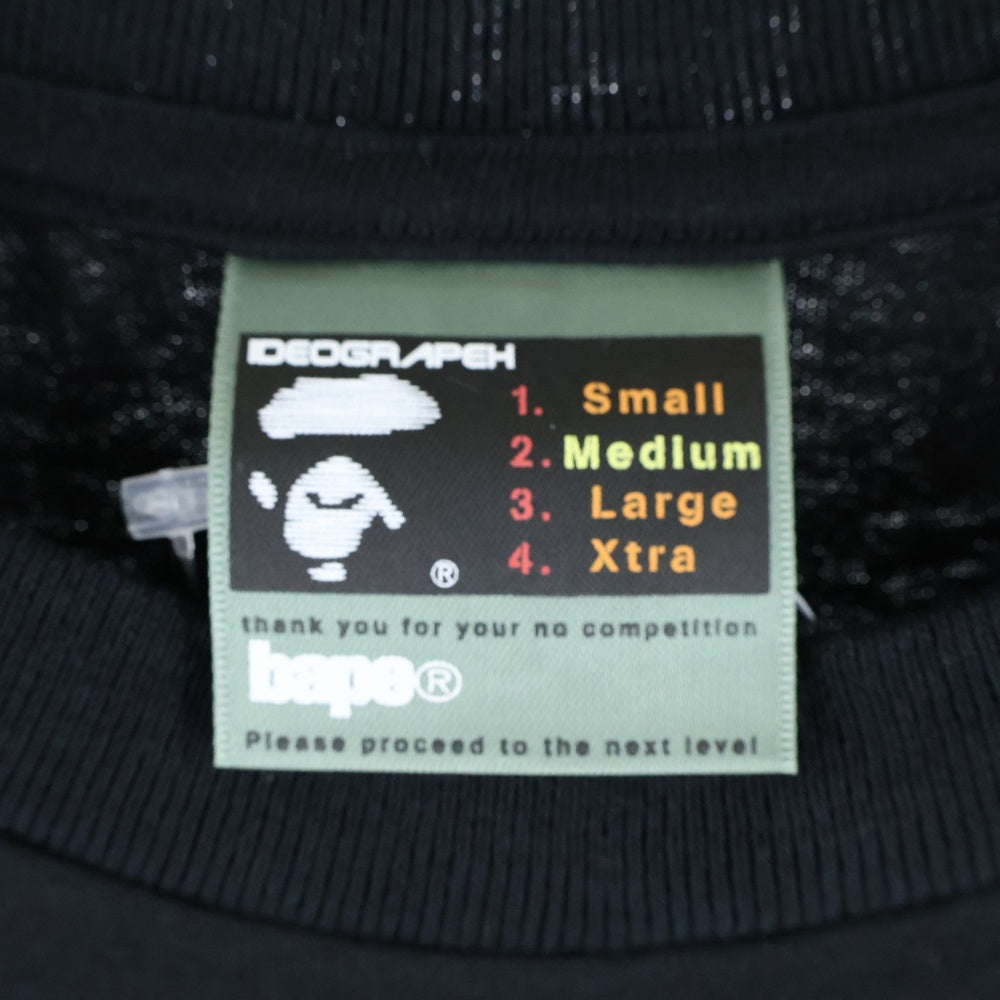 IDEOGRAPEH
1. Small
2. Medium
3. Large
4. Xtra
®
thank you for your no competition
bape®
Please proceed to the next level